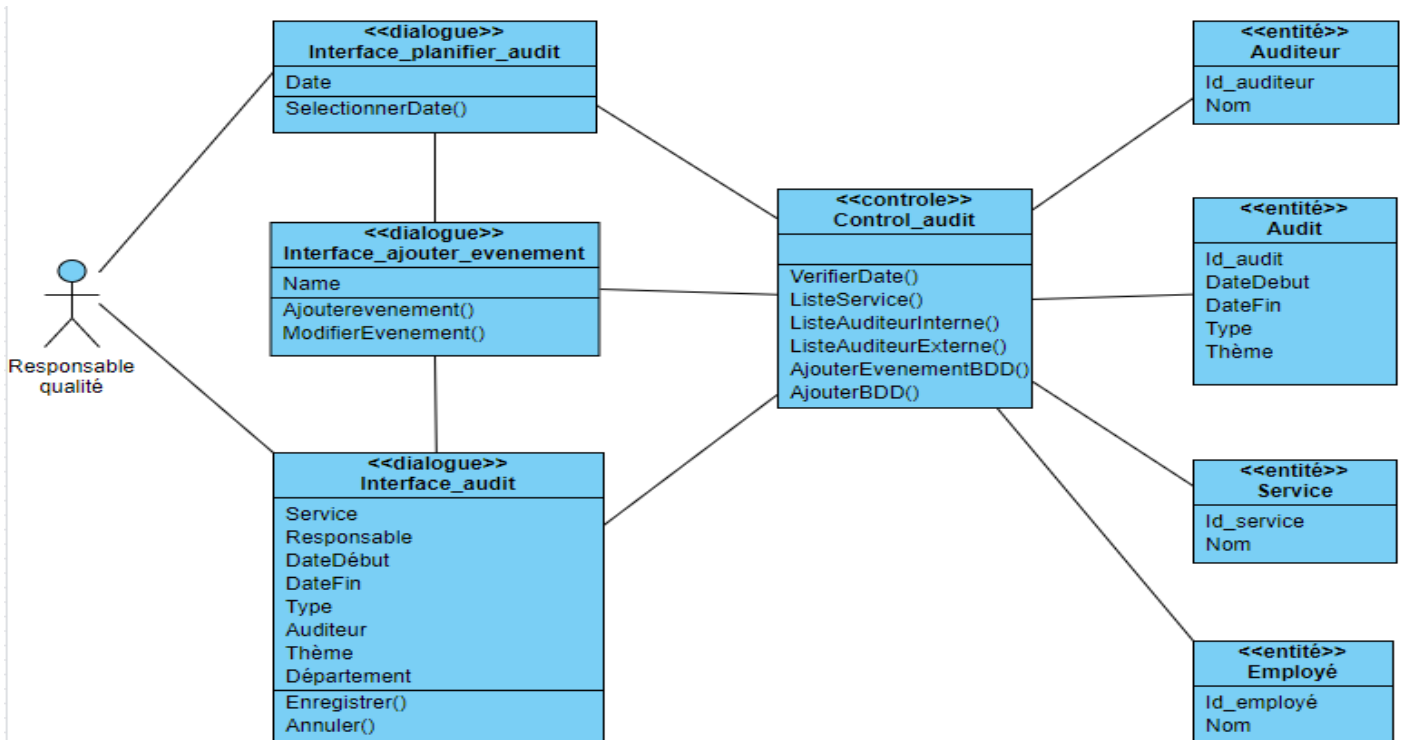 <<dialogue>>
Interface_planifier_audit
Date
SelectionnerDate()
<<dialogue>>
Interface_ajouter_evenement
Name
Ajouterevenement()
ModifierEvenement()
Responsable
qualité
<<dialogue>>
Interface_audit
Service
Responsable
DateDébut
DateFin
Type
Auditeur
Thème
Département
Enregistrer()
Annuler()
<<controle>>
Control_audit
VerifierDate()
ListeService()
ListeAuditeurInterne()
ListeAuditeurExterne()
AjouterEvenementBDD()
AjouterBDD()
<<entité>>
Auditeur
Id_auditeur
Nom
<<entité>>
Audit
Id_audit
DateDebut
DateFin
Type
Thème
<<entité>>
Service
Id_service
Nom
<<entité>>
Employé
Id_employé
Nom